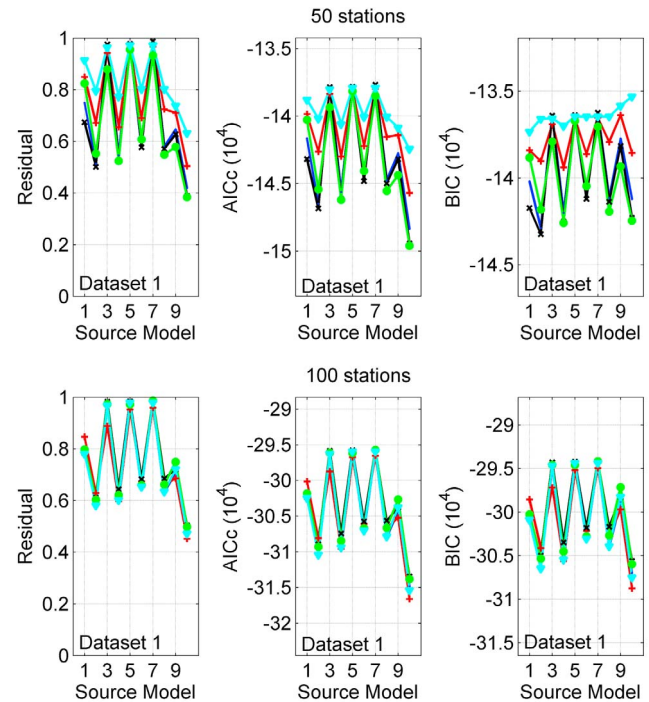 50 stations
Residual
1
0.8
0.6
0.4
0.2
0
Dataset 1
1 3 5 7 9
Source Model
AICc (10⁴)
-13.5
-14
-14.5
-15
Dataset 1
1 3 5 7 9
Source Model
BIC (10⁴)
-13.5
-14
-14.5
Dataset 1
1 3 5 7 9
Source Model
100 stations
Residual
1
0.8
0.6
0.4
0.2
0
Dataset 1
1 3 5 7 9
Source Model
AICc (10⁴)
-29
-29.5
-30
-30.5
-31
-31.5
-32
Dataset 1
1 3 5 7 9
Source Model
BIC (10⁴)
-29
-29.5
-30
-30.5
-31
-31.5
Dataset 1
1 3 5 7 9
Source Model